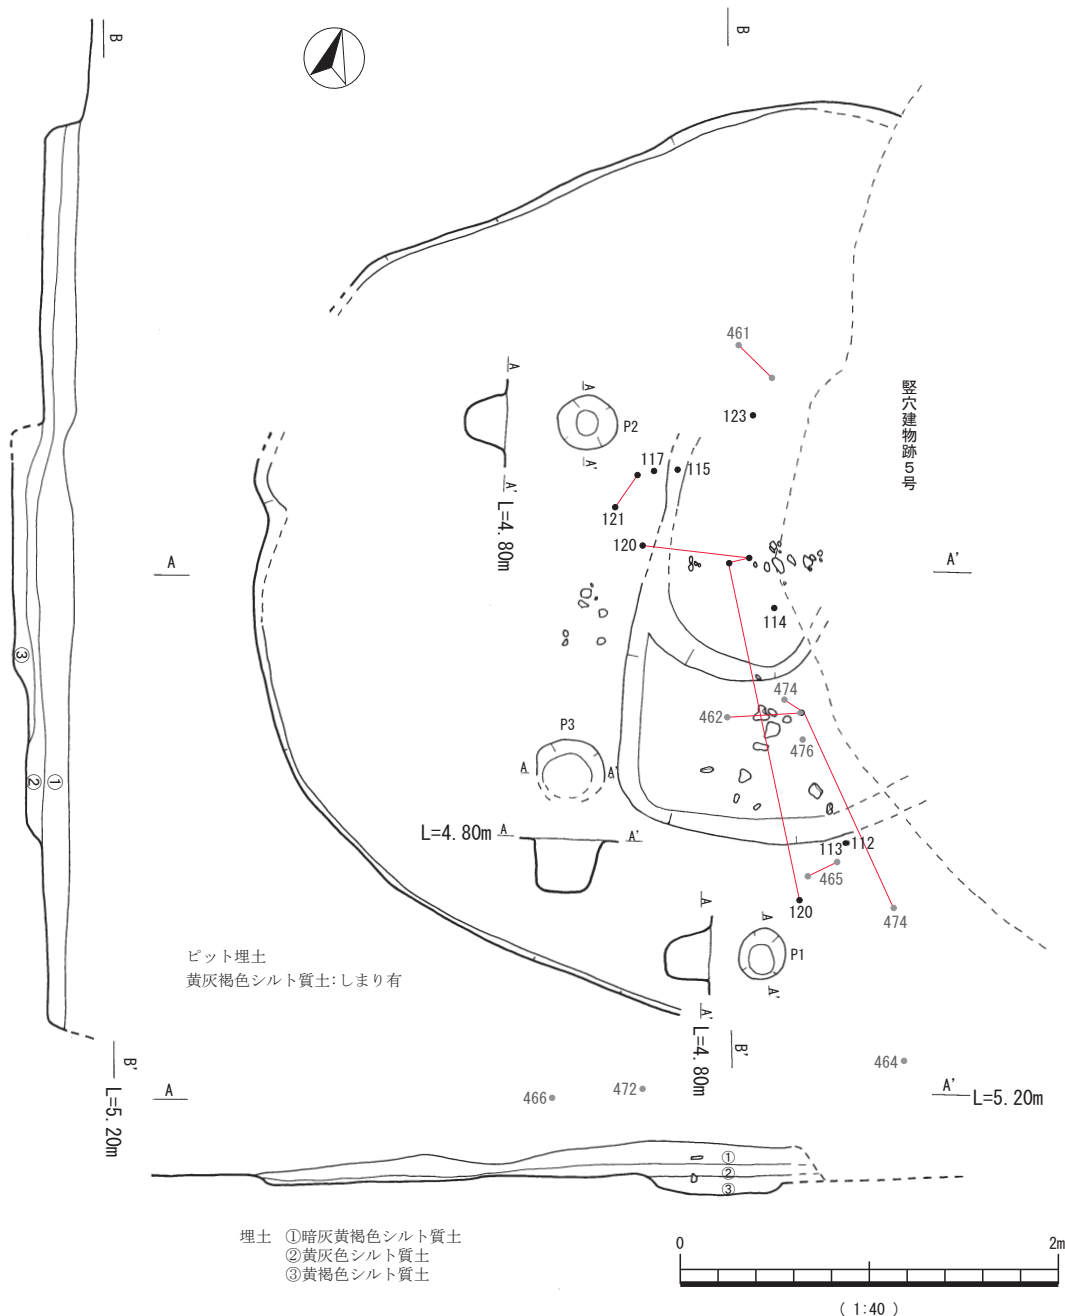 B
B
461
竪穴建物跡５号
123
A
P2
A
A'
A'
L=4.80m
117
115
121
120
A
A'
114
③
474
462
P3
476
A
A'
②
①
L=4.80m
A
A'
113
112
465
120
474
A
A
P1
A'
A'
L=4.80m
ピット埋土
黄灰褐色シルト質土：しまり有
B'
L=5.20m
B'
464
A
466
472
A'
L=5.20m
①
②
③
埋土 ①暗灰黄褐色シルト質土
②黄灰色シルト質土
③黄褐色シルト質土
0
2m
( 1:40 )